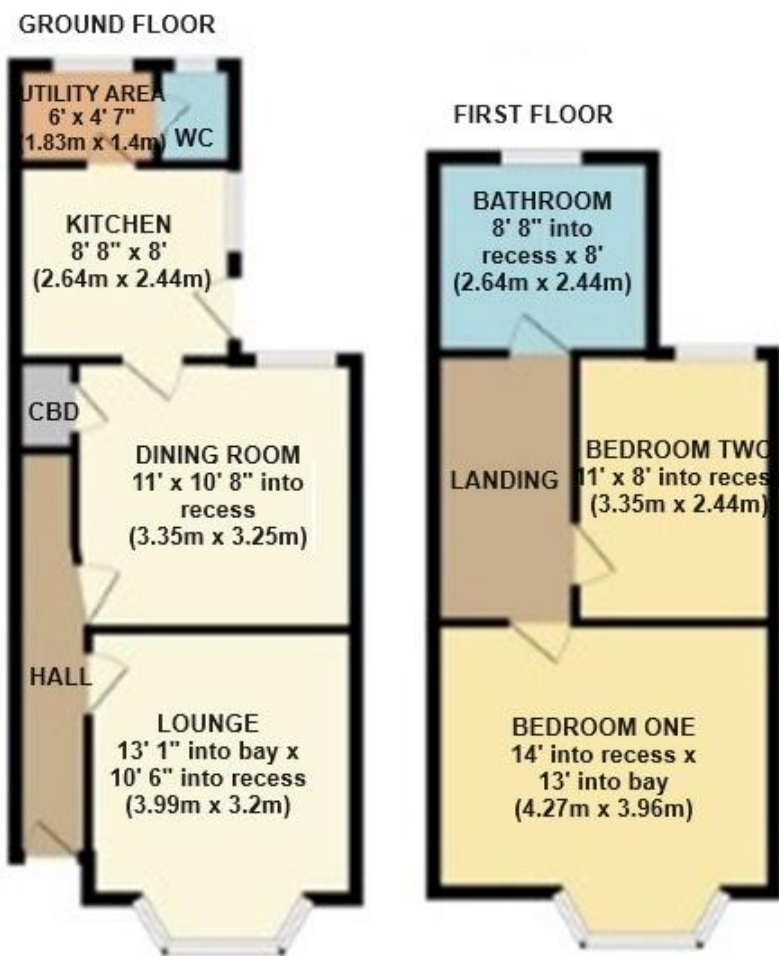 GROUND FLOOR
UTILITY AREA
6' x 4' 7"
(1.83m x 1.4m)
WC
KITCHEN
8' 8" x 8'
(2.64m x 2.44m)
CBD
DINING ROOM
11' x 10' 8" into
recess
(3.35m x 3.25m)
HALL
LOUNGE
13' 1" into bay x
10' 6" into recess
(3.99m x 3.2m)
FIRST FLOOR
BATHROOM
8' 8" into
recess x 8'
(2.64m x 2.44m)
LANDING
BEDROOM TWO
11' x 8' into recess
(3.35m x 2.44m)
BEDROOM ONE
14' into recess x
13' into bay
(4.27m x 3.96m)